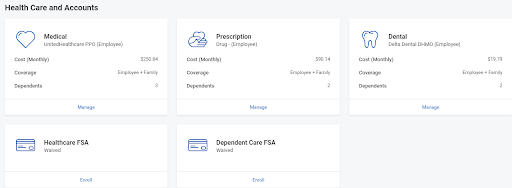 Health Care and Accounts
Medical
UnitedHealthcare PPO (Employee)
Cost (Monthly) $250.84
Coverage Employee + Family
Dependents 3
Manage
Prescription
Drug - (Employee)
Cost (Monthly) $90.14
Coverage Employee + Family
Dependents 2
Manage
Dental
Delta Dental DHMO (Employee)
Cost (Monthly) $19.19
Coverage Employee + Family
Dependents 2
Manage
Healthcare FSA
Waived
Enroll
Dependent Care FSA
Waived
Enroll